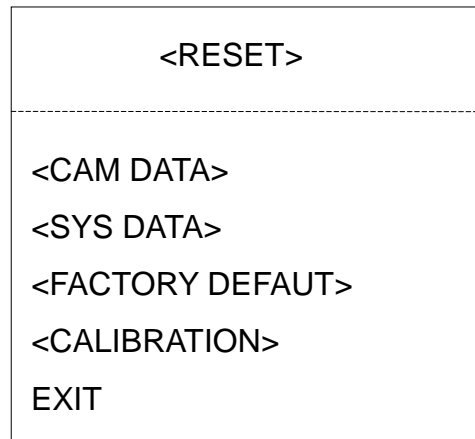 <RESET>
<CAM DATA>
<SYS DATA>
<FACTORY DEFAUT>
<CALIBRATION>
EXIT